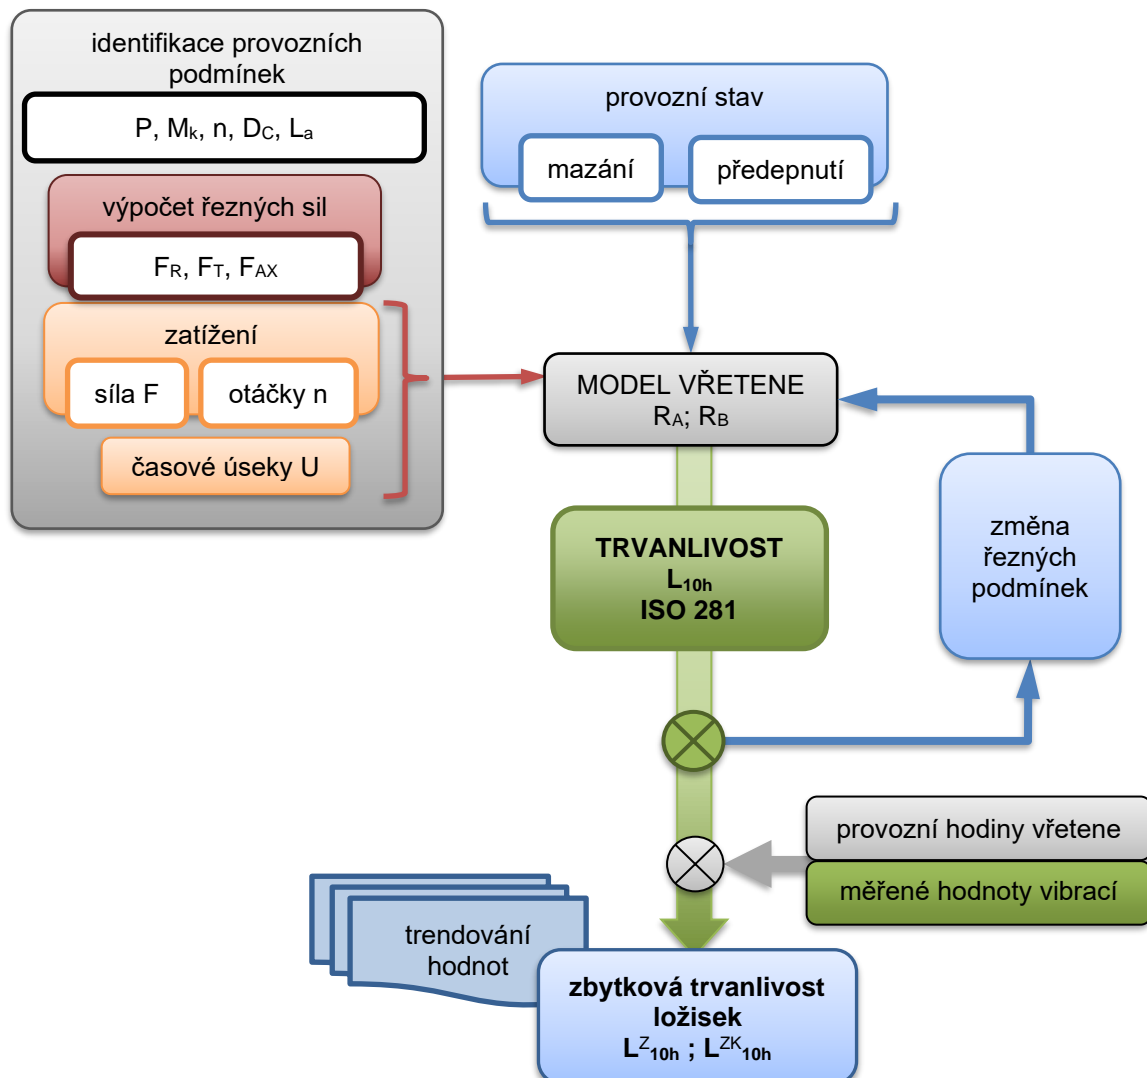 identifikace provozních
podmínek
P, Mk, n, DC, La
výpočet řezných sil
FR, FT, FAX
zatížení
síla F
otáčky n
časové úseky U
provozní stav
mazání
předepnutí
MODEL VŘETENE
RA; RB
TRVANLIVOST
L10h
ISO 281
změna
řezných
podmínek
provozní hodiny vřetene
měřené hodnoty vibrací
trendování
hodnot
zbytková trvanlivost
ložisek
L^Z10h ; L^ZK10h